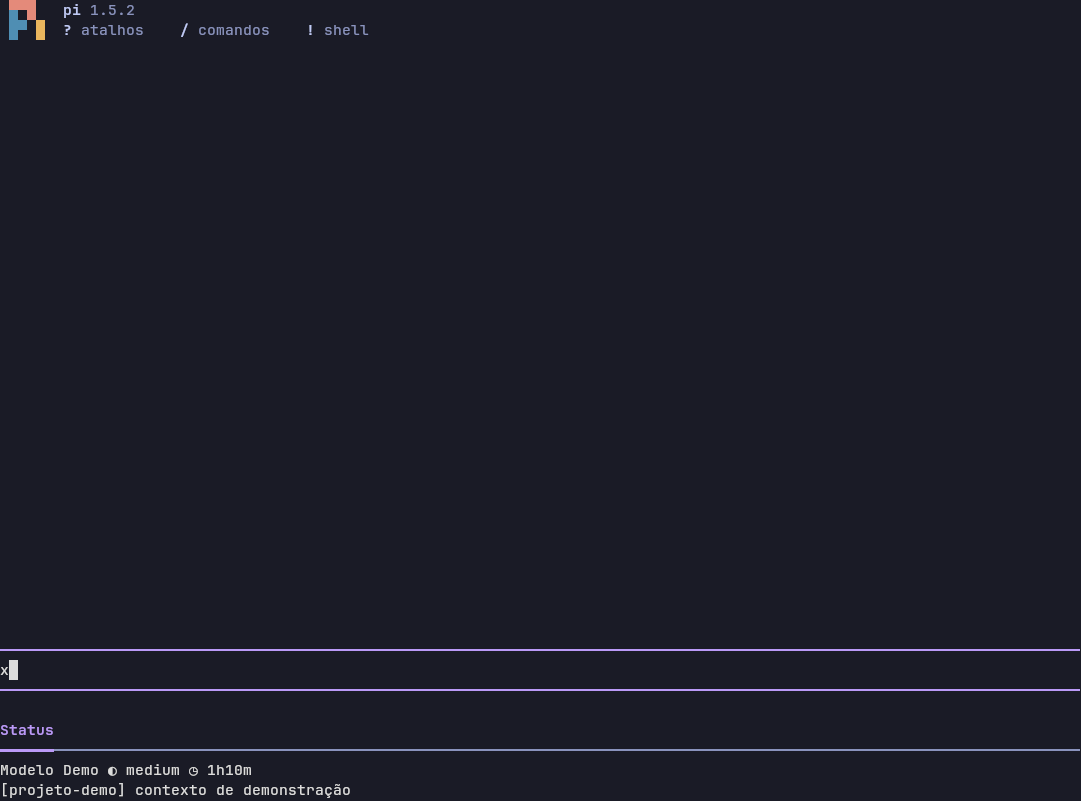 pi 1.5.2
? atalhos / comandos ! shell
x
Status
Modelo Demo ◐ medium ◷ 1h10m
[projeto-demo] contexto de demonstração